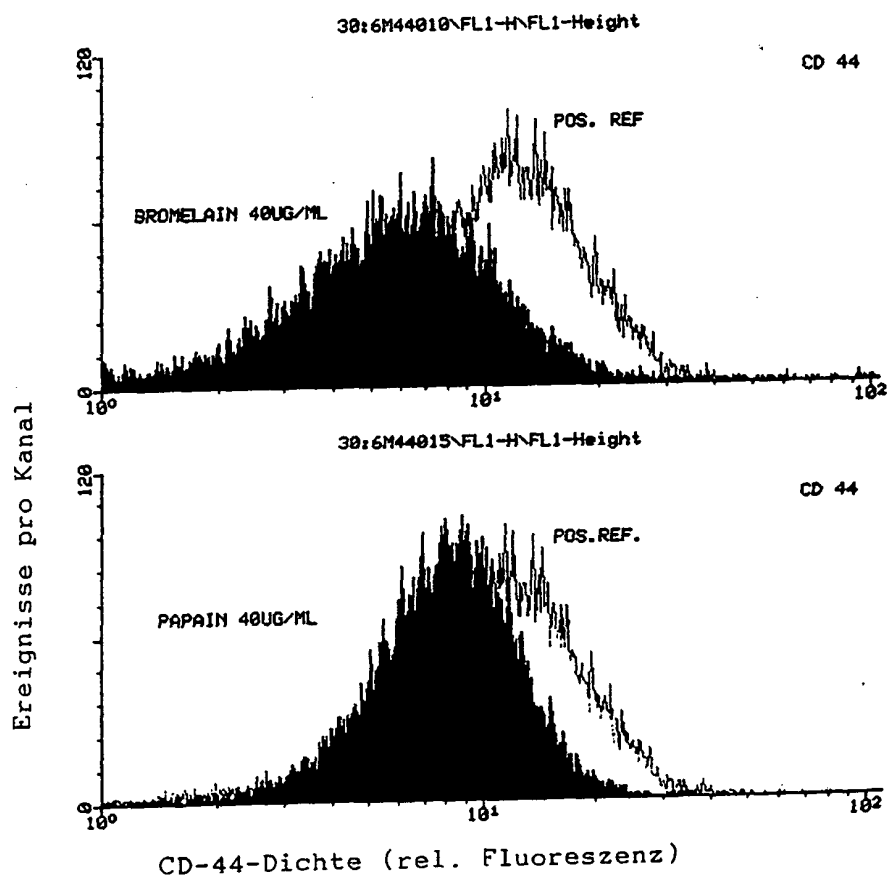 30:6M44010\FL1-H\FL1-Height
120
CD 44
POS. REF
BROMELAIN 40UG/ML
0
10⁰
10¹
10²
30:6M44015\FL1-H\FL1-Height
120
CD 44
POS.REF.
PAPAIN 40UG/ML
0
10⁰
10¹
10²
Ereignisse pro Kanal
CD-44-Dichte (rel. Fluoreszenz)